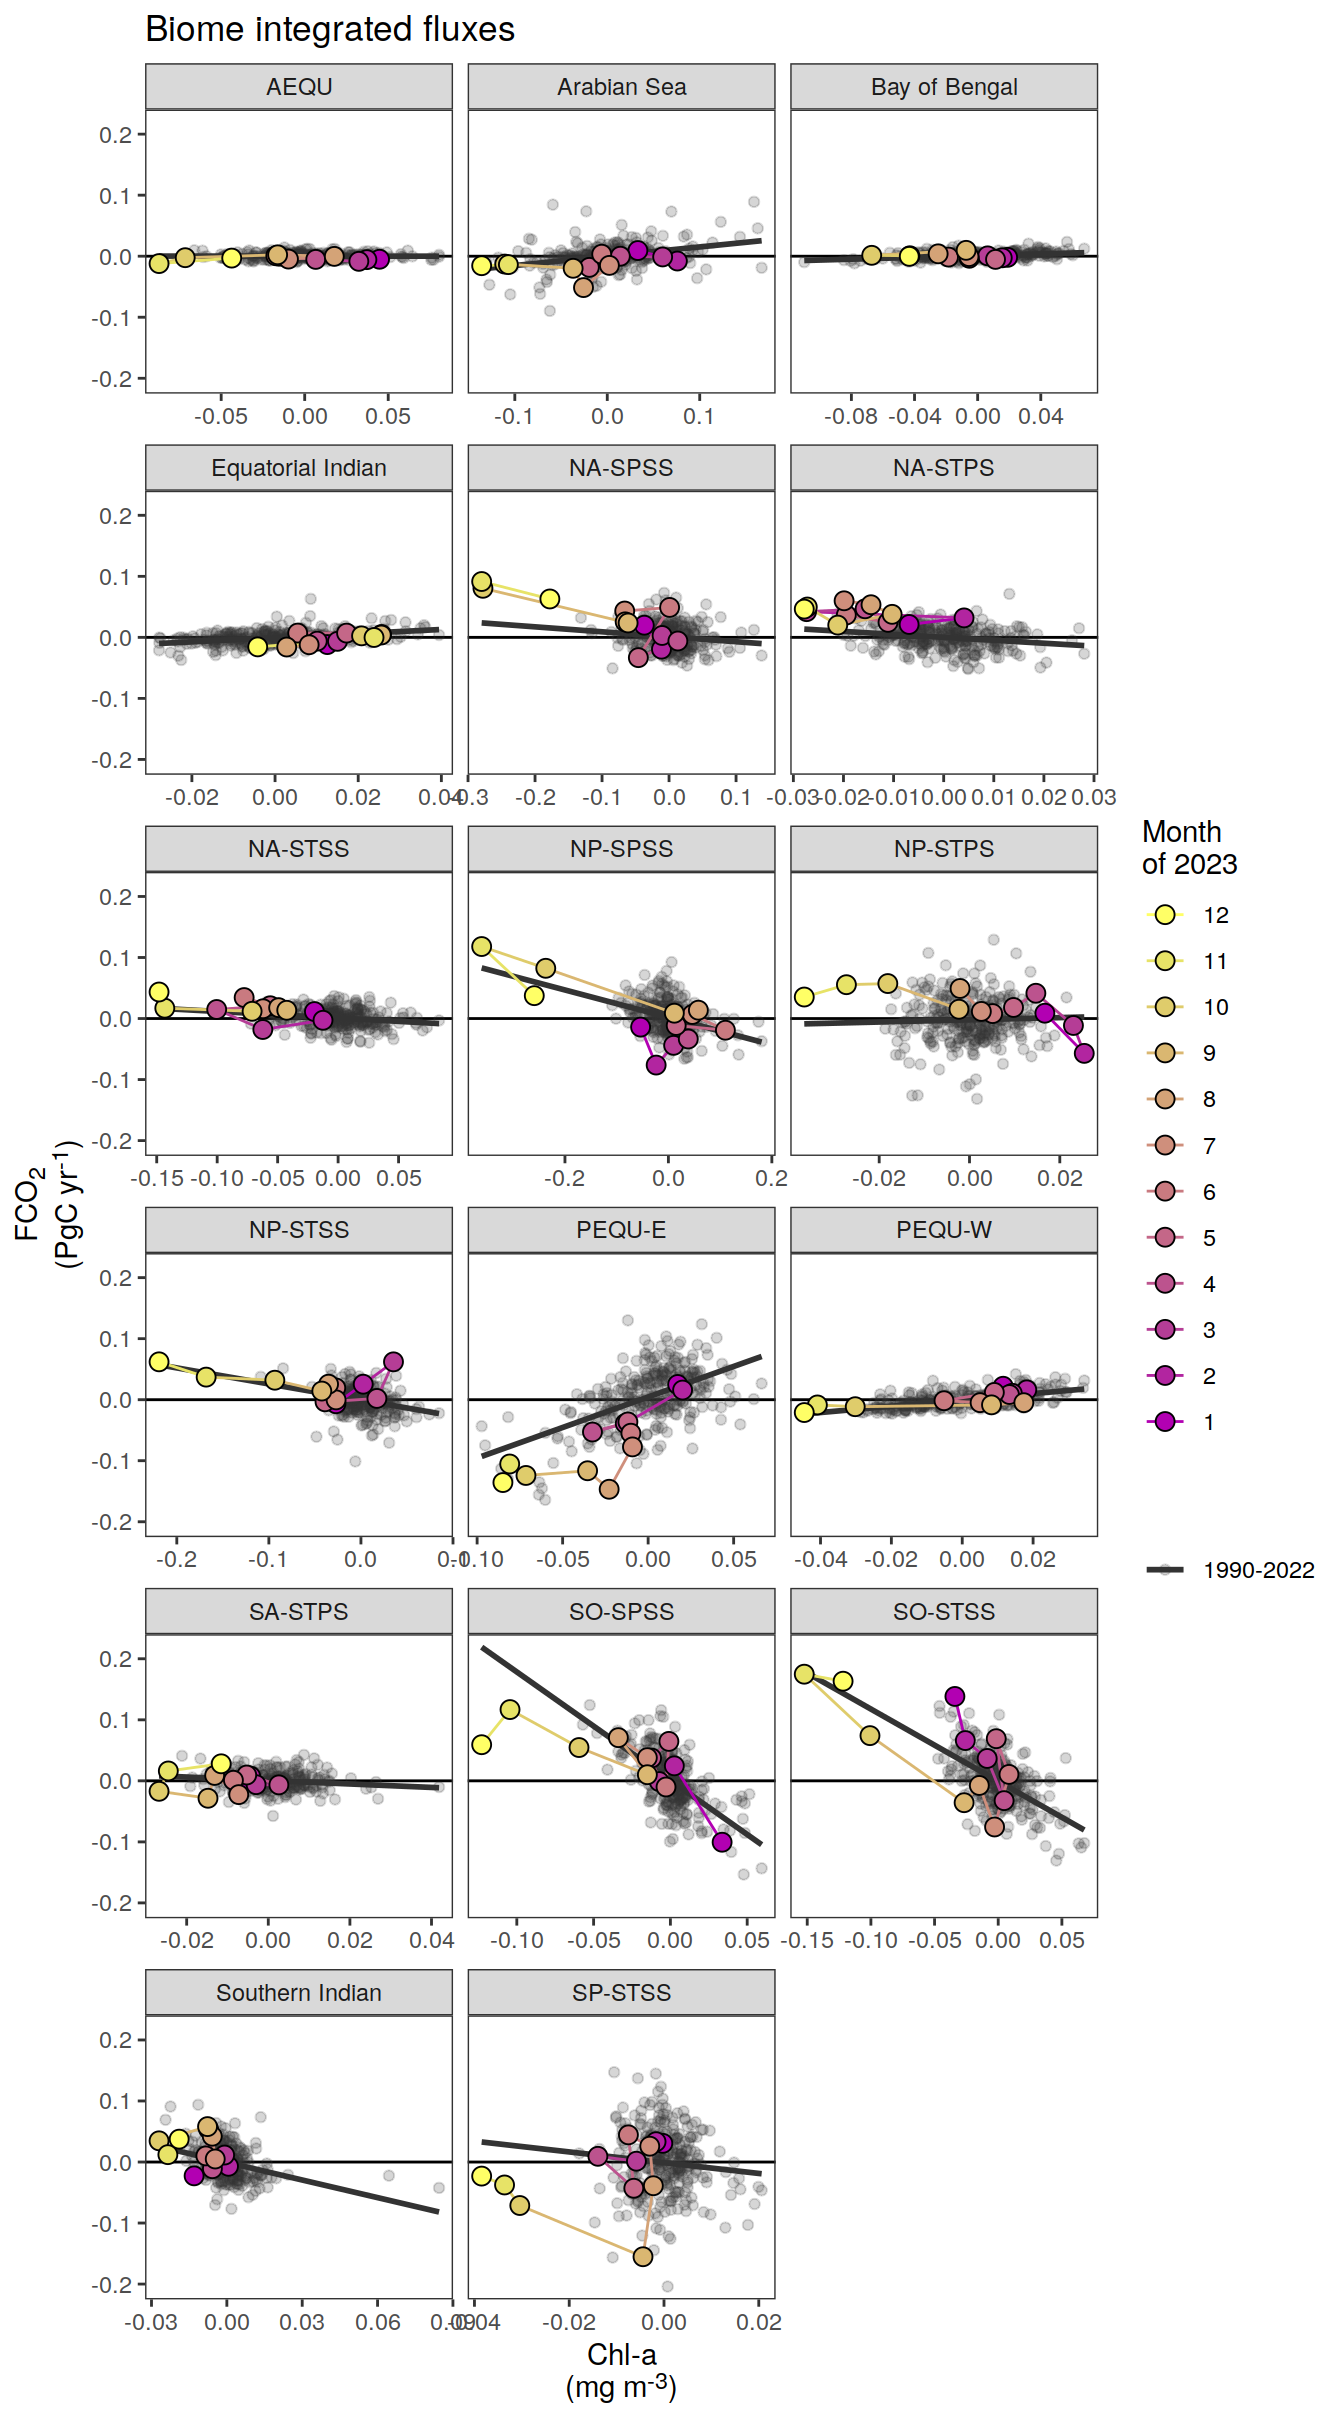 Biome integrated fluxes
AEQU Arabian Sea Bay of Bengal
0.2
0.1
0.0
-0.1
-0.2
-0.05 0.00 0.05 -0.1 0.0 0.1 -0.08 -0.04 0.00 0.04
Equatorial Indian NA-SPSS NA-STPS
0.2
0.1
0.0
-0.1
-0.2
-0.02 0.00 0.02 0.04 -0.3 -0.2 -0.1 0.0 0.1 -0.03 -0.02 -0.01 0.00 0.01 0.02 0.03
NA-STSS NP-SPSS NP-STPS
0.2
0.1
0.0
-0.1
-0.2
-0.15 -0.10 -0.05 0.00 0.05 -0.2 0.0 0.2 -0.02 0.00 0.02
NP-STSS PEQU-E PEQU-W
0.2
0.1
0.0
-0.1
-0.2
-0.2 -0.1 0.0 0.1 -0.10 -0.05 0.00 0.05 -0.04 -0.02 0.00 0.02
SA-STPS SO-SPSS SO-STSS
0.2
0.1
0.0
-0.1
-0.2
-0.02 0.00 0.02 0.04 -0.10 -0.05 0.00 0.05 -0.15 -0.10 -0.05 0.00 0.05
Southern Indian SP-STSS
0.2
0.1
0.0
-0.1
-0.2
-0.03 0.00 0.03 0.06 0.09 -0.04 -0.02 0.00 0.02
Chl-a
(mg m-3)
FCO2
(PgC yr-1)
Month
of 2023
12
11
10
9
8
7
6
5
4
3
2
1
1990-2022